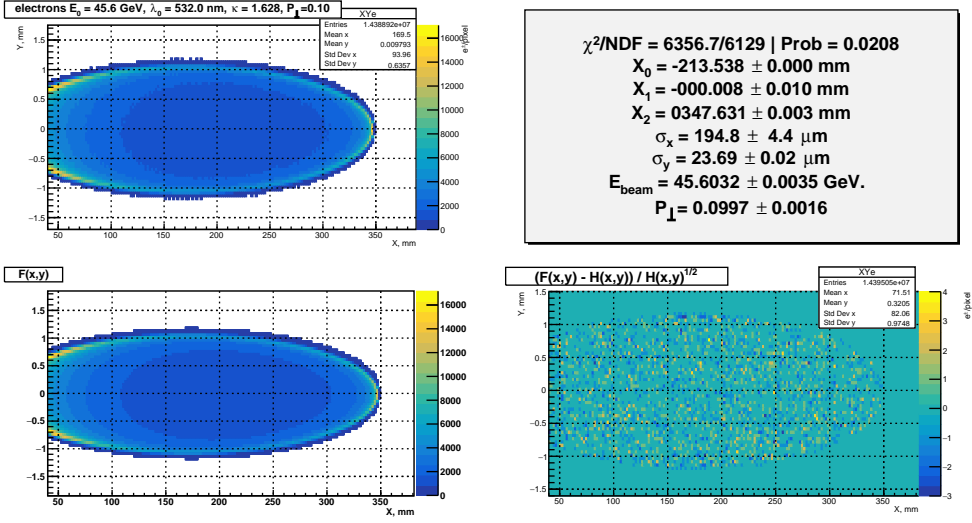 electrons E₀ = 45.6 GeV, λ₀ = 532.0 nm, κ = 1.628, P⊥=0.10
XYe
Entries 1.438892e+07
Mean x 169.5
Mean y 0.009793
Std Dev x 93.96
Std Dev y 0.6357
Y, mm
1.5
1
0.5
0
−0.5
−1
−1.5
50 100 150 200 250 300 350
X, mm
e³/pixel
16000
14000
12000
10000
8000
6000
4000
2000
0
χ²/NDF = 6356.7/6129 | Prob = 0.0208
X₀ = -213.538 ± 0.000 mm
X₁ = -000.008 ± 0.010 mm
X₂ = 0347.631 ± 0.003 mm
σₓ = 194.8 ± 4.4 μm
σᵧ = 23.69 ± 0.02 μm
E_beam = 45.6032 ± 0.0035 GeV.
P⊥ = 0.0997 ± 0.0016
F(x,y)
1.5
1
0.5
0
−0.5
−1
−1.5
50 100 150 200 250 300 350
X, mm
16000
14000
12000
10000
8000
6000
4000
2000
0
(F(x,y) - H(x,y)) / H(x,y)^1/2
XYe
Entries 1.439505e+07
Mean x 71.51
Mean y 0.3205
Std Dev x 82.06
Std Dev y 0.9748
Y, mm
1.5
1
0.5
0
−0.5
−1
−1.5
50 100 150 200 250 300 350
X, mm
4
3
2
1
0
−1
−2
−3